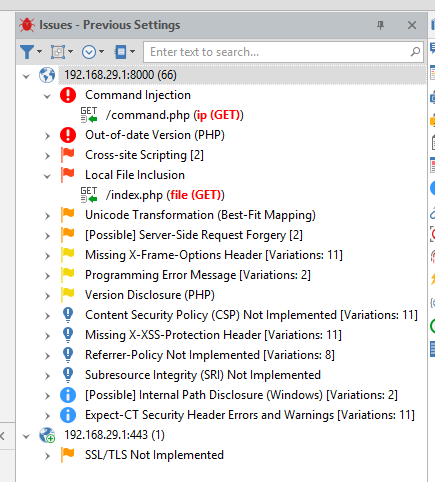 Issues - Previous Settings
Enter text to search...
192.168.29.1:8000 (66)
Command Injection
GET /command.php (ip (GET))
Out-of-date Version (PHP)
Cross-site Scripting [2]
Local File Inclusion
GET /index.php (file (GET))
Unicode Transformation (Best-Fit Mapping)
[Possible] Server-Side Request Forgery [2]
Missing X-Frame-Options Header [Variations: 11]
Programming Error Message [Variations: 2]
Version Disclosure (PHP)
Content Security Policy (CSP) Not Implemented [Variations: 11]
Missing X-XSS-Protection Header [Variations: 11]
Referrer-Policy Not Implemented [Variations: 8]
Subresource Integrity (SRI) Not Implemented
[Possible] Internal Path Disclosure (Windows) [Variations: 2]
Expect-CT Security Header Errors and Warnings [Variations: 11]
192.168.29.1:443 (1)
SSL/TLS Not Implemented